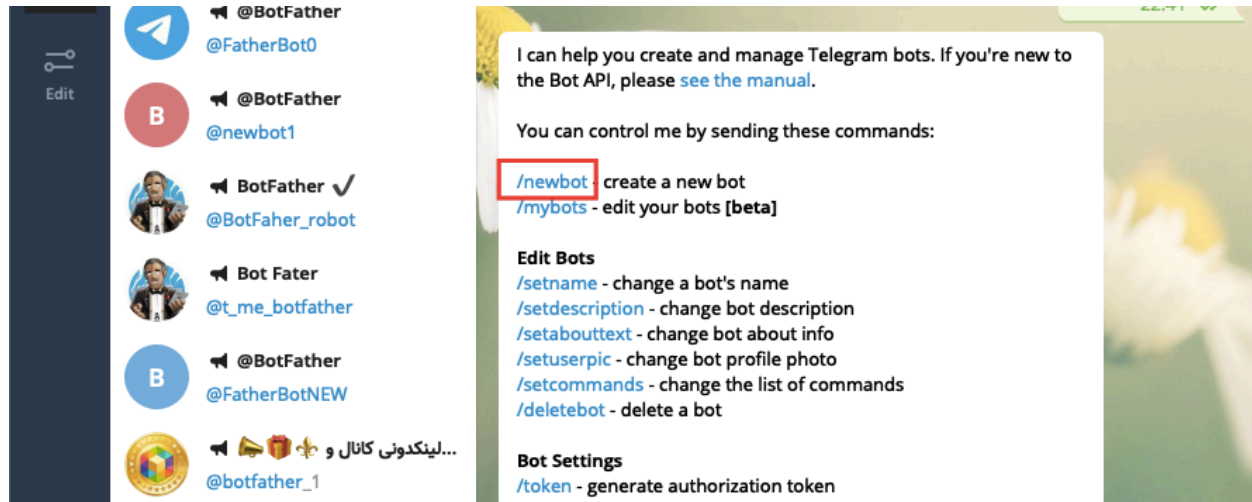 Edit
@BotFather
@FatherBot0
B
@BotFather
@newbot1
BotFather ✓
@BotFaher_robot
Bot Fater
@t_me_botfather
B
@BotFather
@FatherBotNEW
لینکدونی کانال و...
@botfather_1
22:41
I can help you create and manage Telegram bots. If you're new to
the Bot API, please see the manual.
You can control me by sending these commands:
/newbot - create a new bot
/mybots - edit your bots [beta]
Edit Bots
/setname - change a bot's name
/setdescription - change bot description
/setabouttext - change bot about info
/setuserpic - change bot profile photo
/setcommands - change the list of commands
/deletebot - delete a bot
Bot Settings
/token - generate authorization token